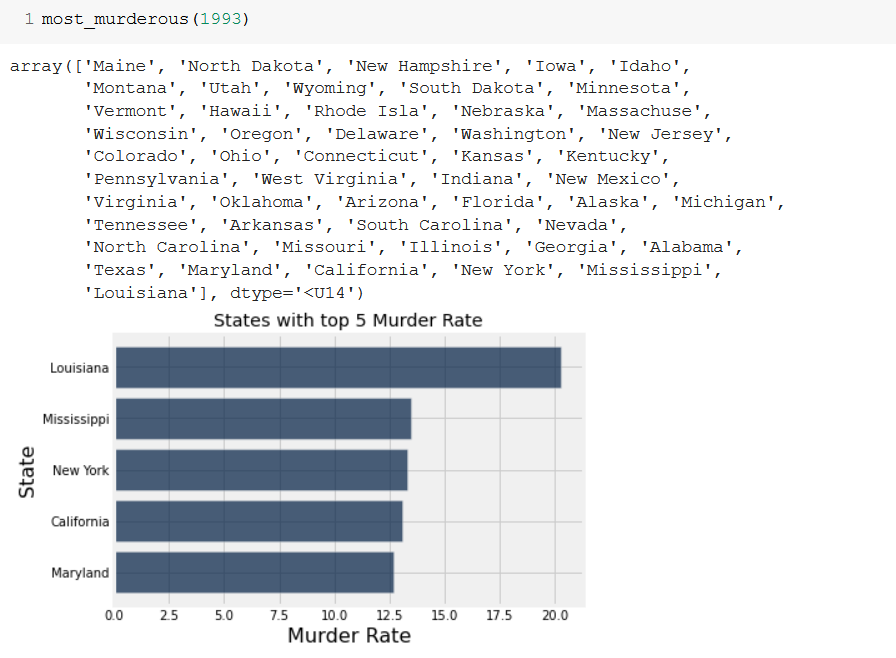 1 most_murderous(1993)
array(['Maine', 'North Dakota', 'New Hampshire', 'Iowa', 'Idaho',
'Montana', 'Utah', 'Wyoming', 'South Dakota', 'Minnesota',
'Vermont', 'Hawaii', 'Rhode Isla', 'Nebraska', 'Massachuse',
'Wisconsin', 'Oregon', 'Delaware', 'Washington', 'New Jersey',
'Colorado', 'Ohio', 'Connecticut', 'Kansas', 'Kentucky',
'Pennsylvania', 'West Virginia', 'Indiana', 'New Mexico',
'Virginia', 'Oklahoma', 'Arizona', 'Florida', 'Alaska', 'Michigan',
'Tennessee', 'Arkansas', 'South Carolina', 'Nevada',
'North Carolina', 'Missouri', 'Illinois', 'Georgia', 'Alabama',
'Texas', 'Maryland', 'California', 'New York', 'Mississippi',
'Louisiana'], dtype='<U14')
States with top 5 Murder Rate
Louisiana
Mississippi
New York
California
Maryland
State
0.0 2.5 5.0 7.5 10.0 12.5 15.0 17.5 20.0
Murder Rate